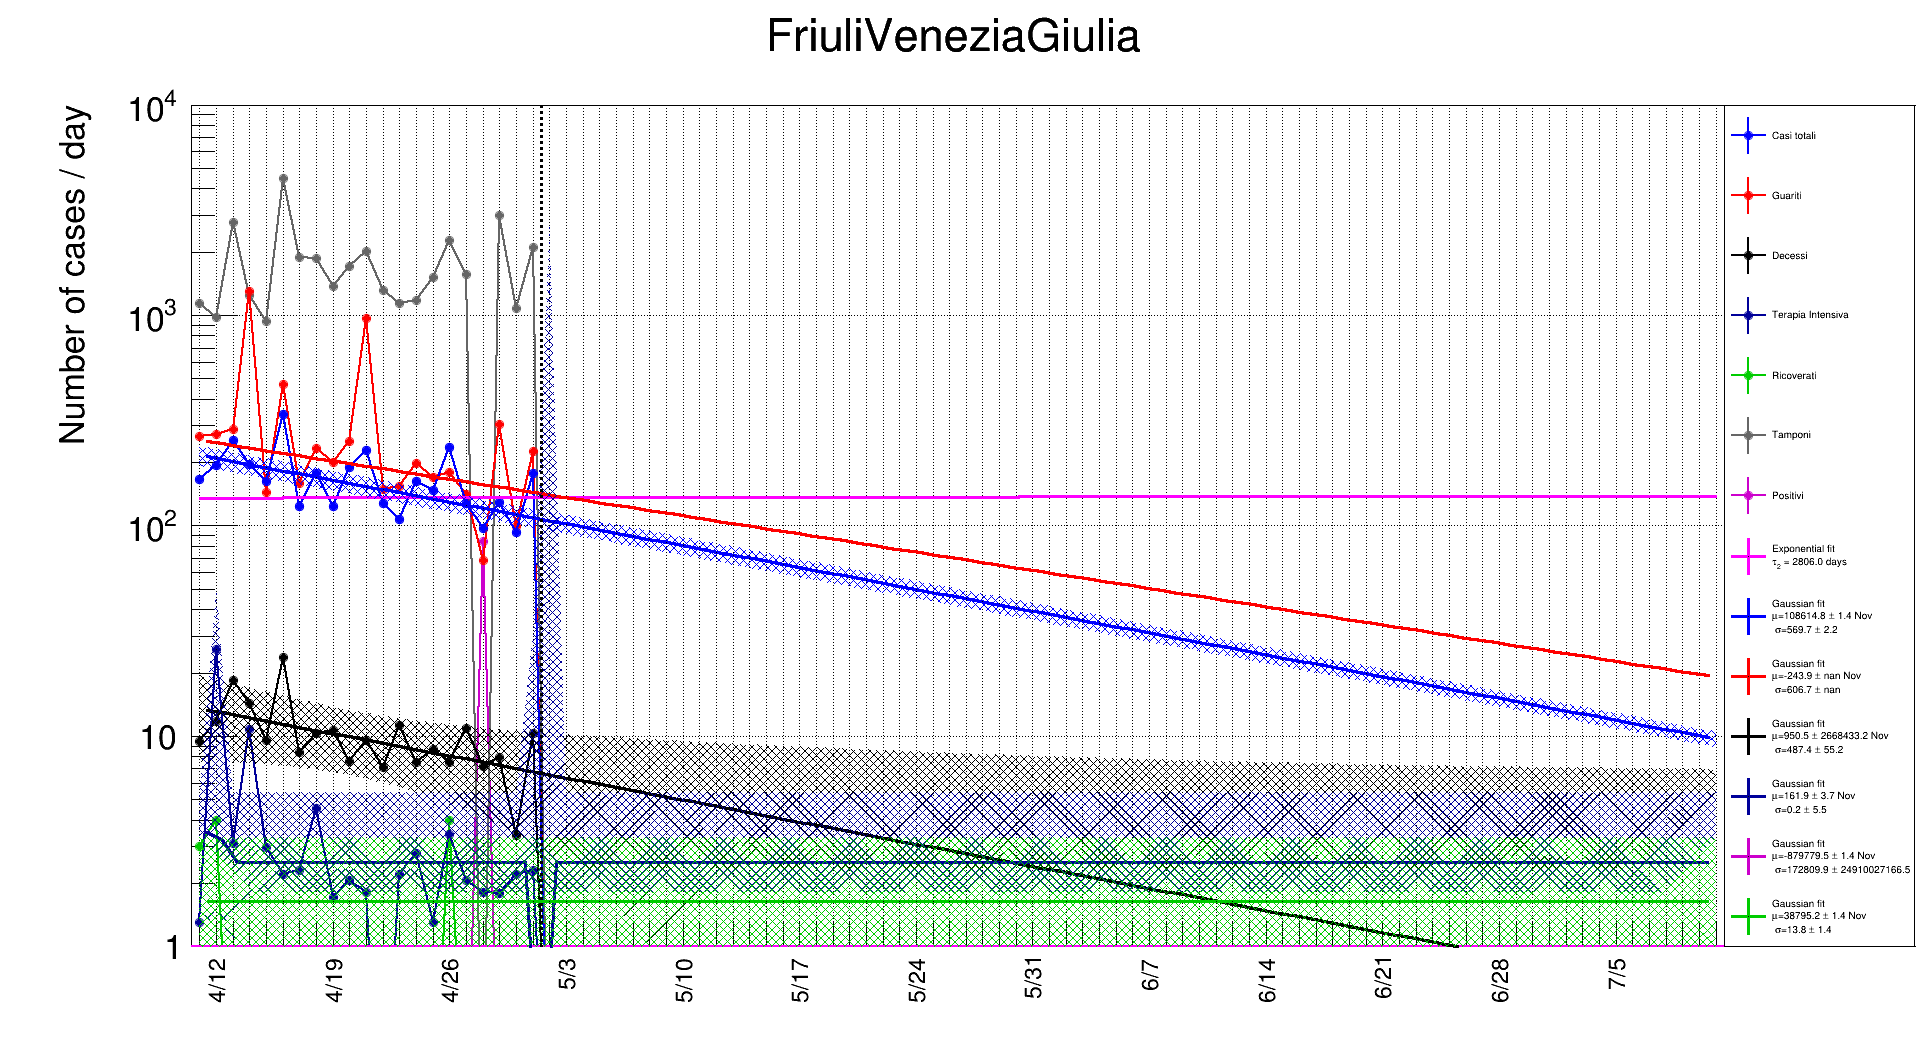 FriuliVeneziaGiulia
Number of cases / day
10^4
10^3
10^2
10
1
4/12
4/19
4/26
5/3
5/10
5/17
5/24
5/31
6/7
6/14
6/21
6/28
7/5
Casi totali
Guariti
Decessi
Terapia Intensiva
Ricoverati
Tamponi
Positivi
Exponential fit
τ₂ = 2806.0 days
Gaussian fit
μ=108614.8 ± 1.4 Nov
σ=569.7 ± 2.2
Gaussian fit
μ=-243.9 ± nan Nov
σ=606.7 ± nan
Gaussian fit
μ=950.5 ± 2668433.2 Nov
σ=487.4 ± 55.2
Gaussian fit
μ=161.9 ± 3.7 Nov
σ=0.2 ± 5.5
Gaussian fit
μ=-879779.5 ± 1.4 Nov
σ=172809.9 ± 24910027166.5
Gaussian fit
μ=38795.2 ± 1.4 Nov
σ=13.8 ± 1.4